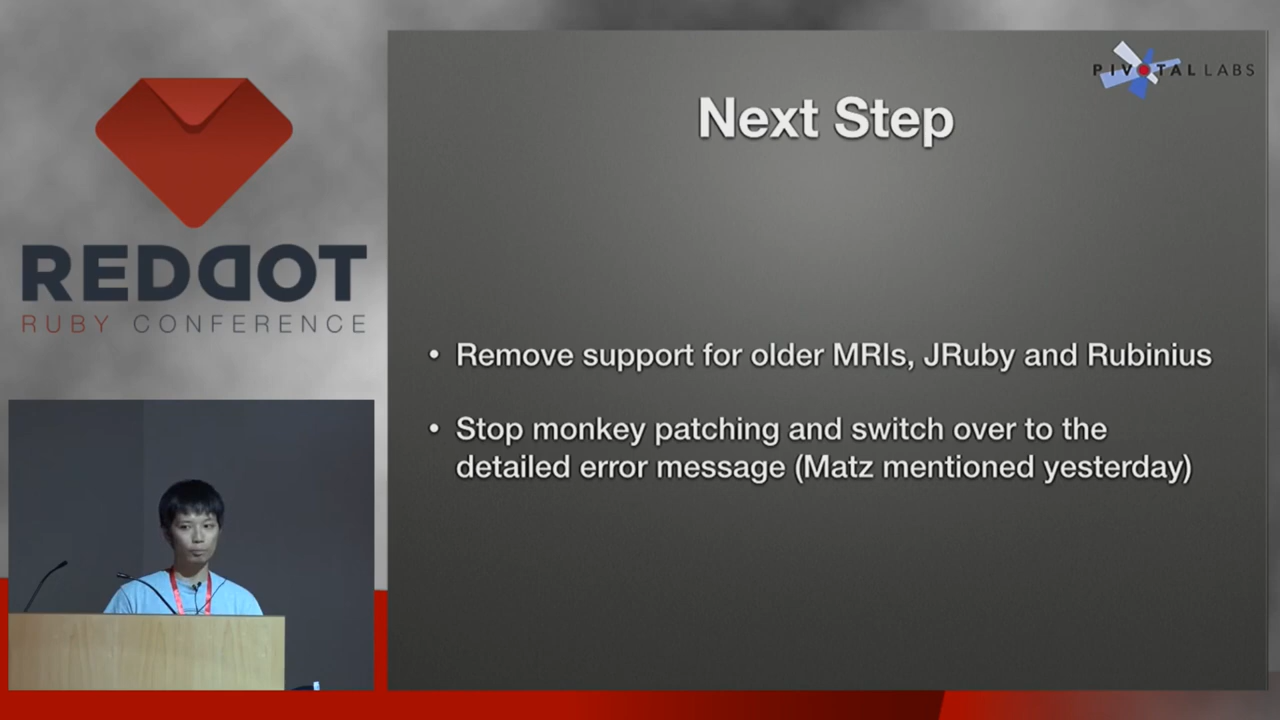 REDDOT
RUBY CONFERENCE
PIVOTAL LABS
Next Step
• Remove support for older MRIs, JRuby and Rubinius
• Stop monkey patching and switch over to the
detailed error message (Matz mentioned yesterday)